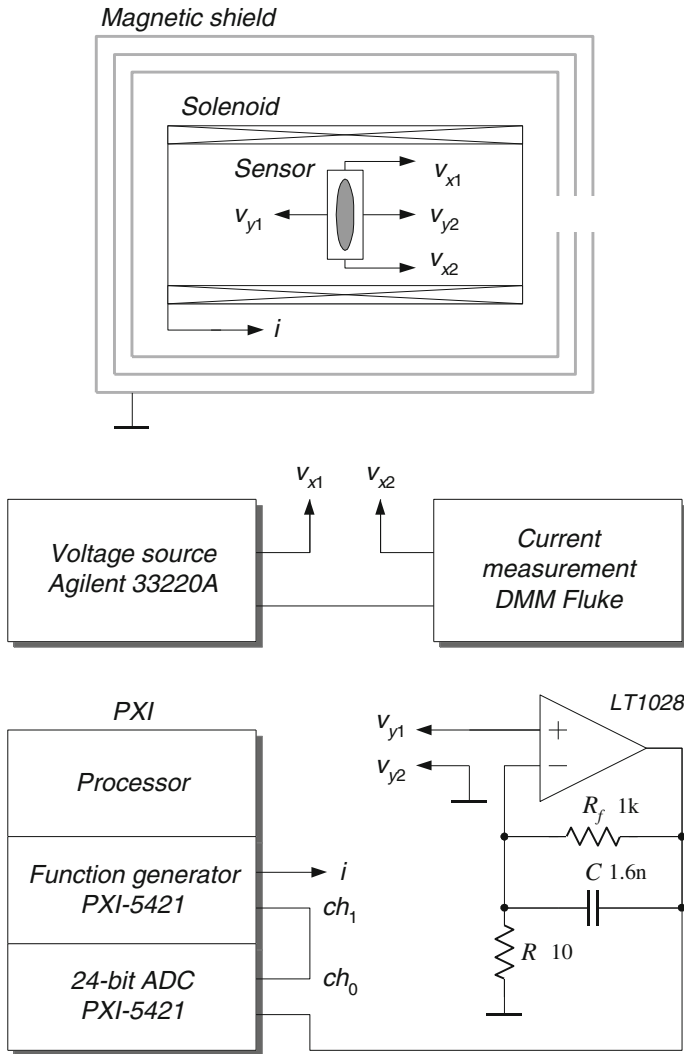 Magnetic shield
Solenoid
Sensor
v_x1
v_y1
v_y2
v_x2
i
v_x1
v_x2
Voltage source
Agilent 33220A
Current
measurement
DMM Fluke
PXI
Processor
Function generator
PXI-5421
24-bit ADC
PXI-5421
i
ch_1
ch_0
LT1028
v_y1
v_y2
+
−
R_f 1k
C 1.6n
R 10